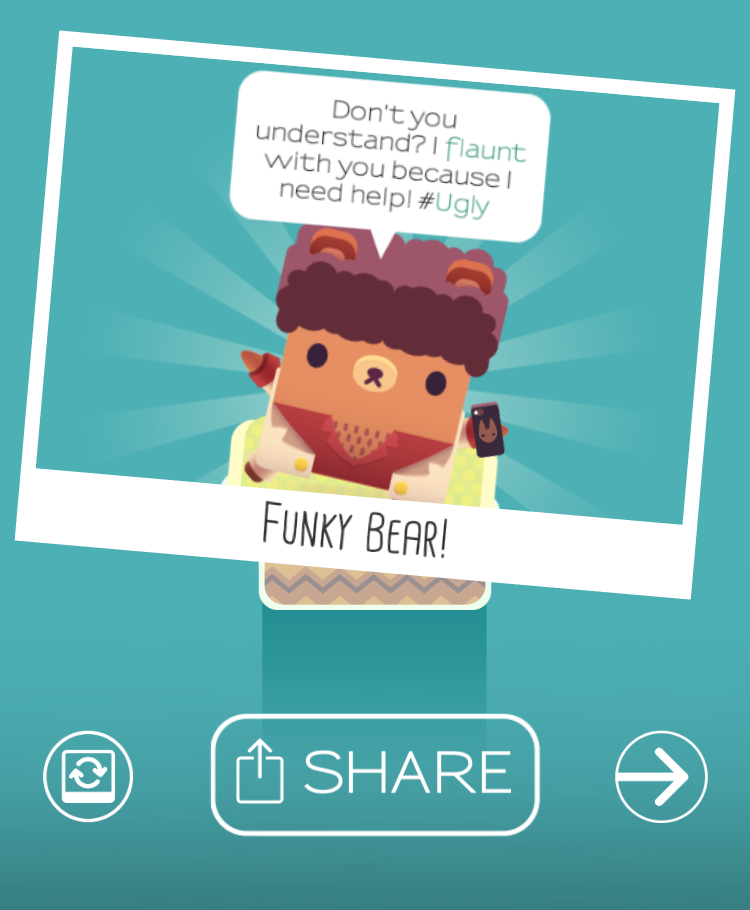 Don't you
understand? I flaunt
with you because I
need help! #Ugly
Funky Bear!
SHARE